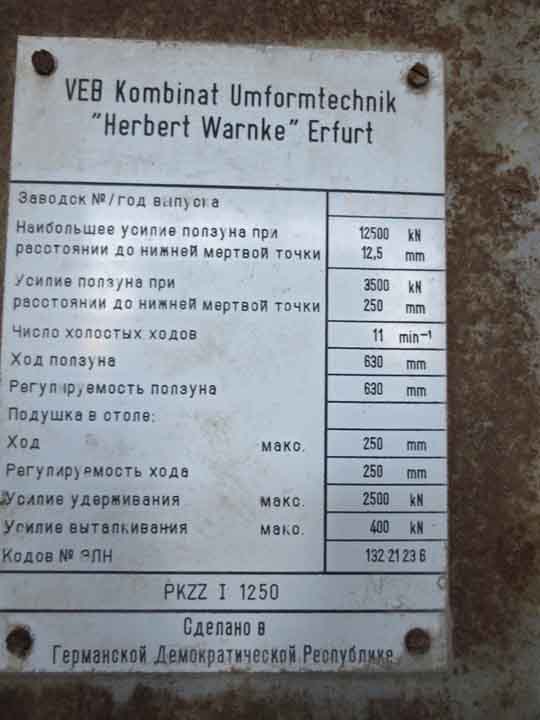 VEB Kombinat Umformtechnik
"Herbert Warnke" Erfurt
Заводск №/год выпуска
Наибольшее усилие ползуна при 12500 kN
расстоянии до нижней мертвой точки 12,5 mm
Усилие ползуна при 3500 kN
расстоянии до нижней мертвой точки 250 mm
Число холостых ходов 11 min⁻¹
Ход ползуна 630 mm
Регулируемость ползуна 630 mm
Подушка в столе:
Ход макс. 250 mm
Регулируемость хода 250 mm
Усилие удерживания макс. 2500 kN
Усилие выталкивания макс. 400 kN
Кодов № ЭЛН 132 21 23 6
PKZZ I 1250
Сделано в
Германской Демократической Республике